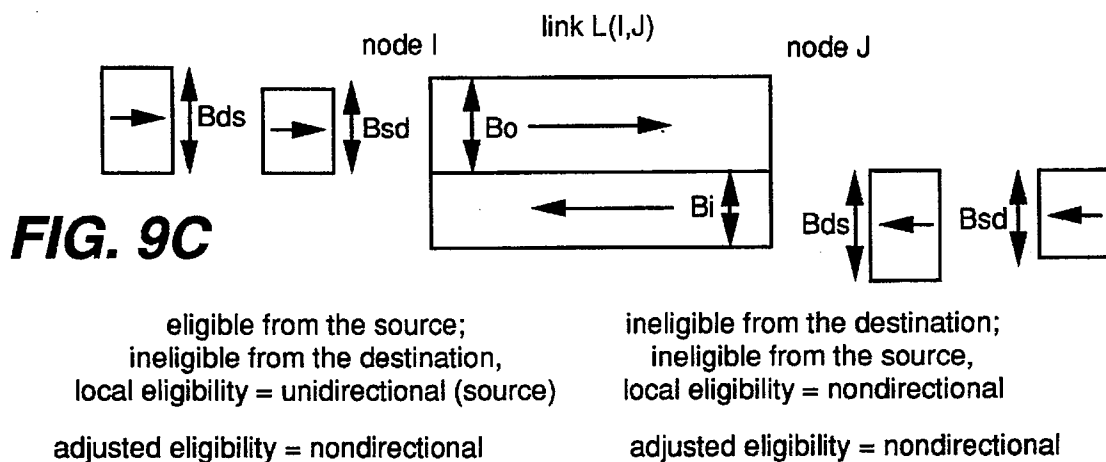 link L(I,J)
node I
node J
Bds
Bsd
Bo
Bi
Bds
Bsd
FIG. 9C
eligible from the source;
ineligible from the destination,
local eligibility = unidirectional (source)
adjusted eligibility = nondirectional
ineligible from the destination;
ineligible from the source,
local eligibility = nondirectional
adjusted eligibility = nondirectional